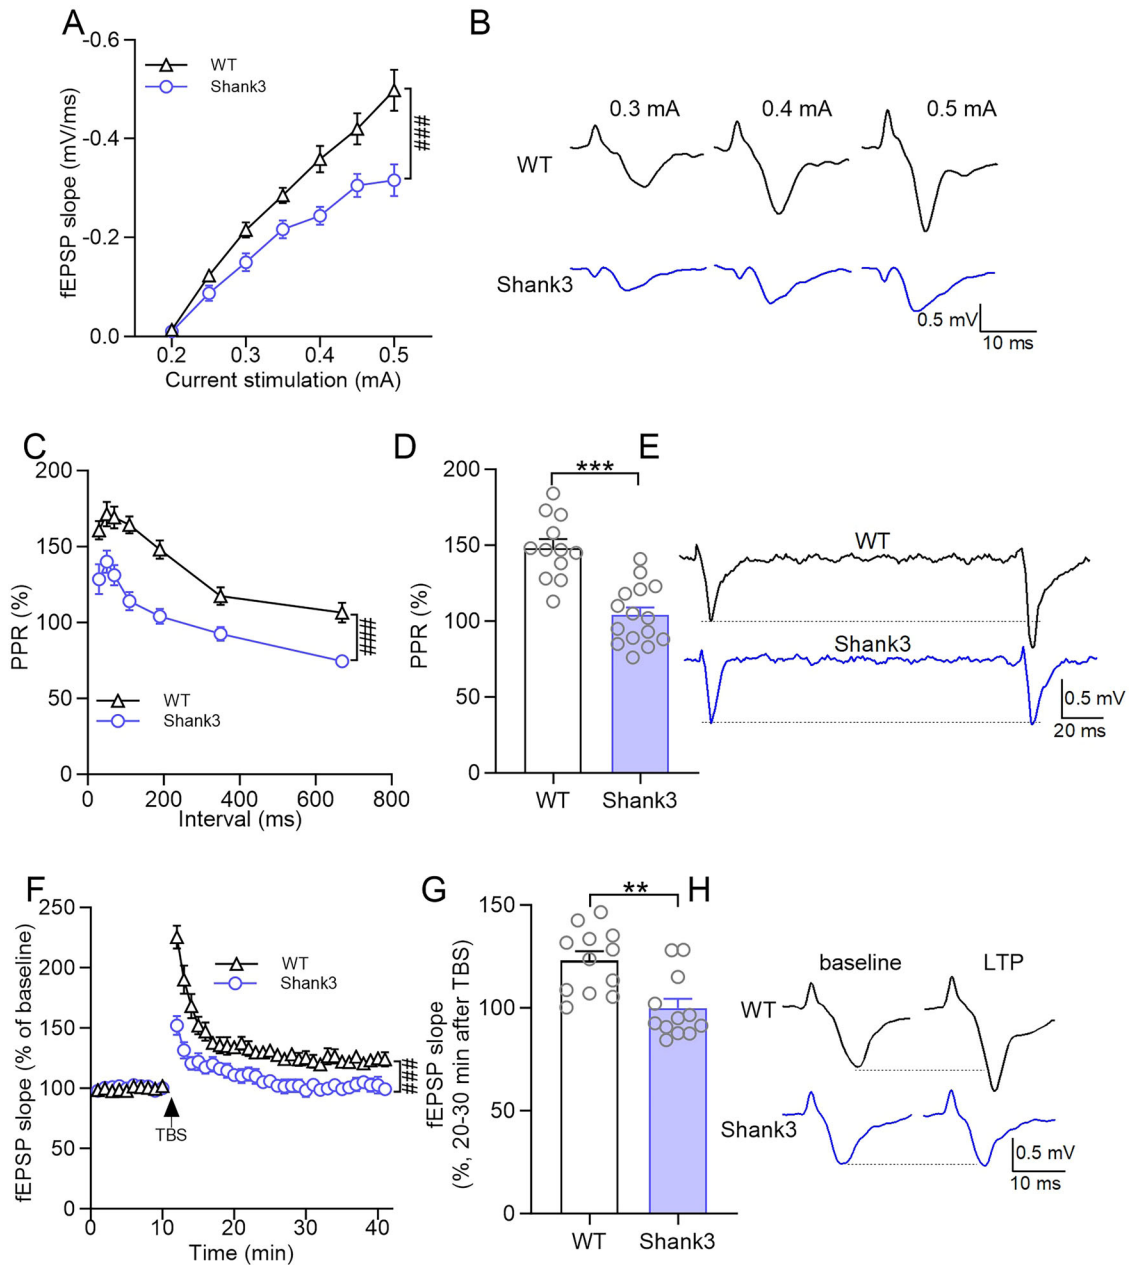 A
fEPSP slope (mV/ms)
-0.6
-0.4
-0.2
0.0
WT
Shank3
###
0.2
0.3
0.4
0.5
Current stimulation (mA)
B
0.3 mA
0.4 mA
0.5 mA
WT
Shank3
0.5 mV
10 ms
C
PPR (%)
200
150
100
50
0
WT
Shank3
###
0
200
400
600
800
Interval (ms)
D
PPR (%)
200
150
100
50
0
***
WT
Shank3
E
WT
Shank3
0.5 mV
20 ms
F
fEPSP slope (% of baseline)
250
200
150
100
50
0
WT
Shank3
###
TBS
0
10
20
30
40
Time (min)
G
fEPSP slope
(%, 20-30 min after TBS)
150
100
50
0
**
WT
Shank3
H
baseline
LTP
WT
Shank3
0.5 mV
10 ms